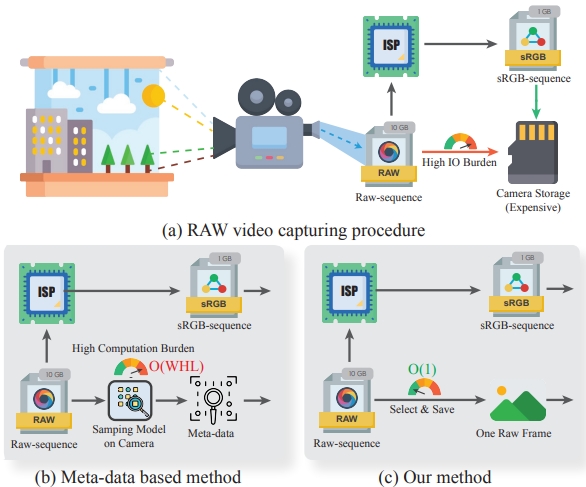 1 GB
ISP
sRGB
sRGB-sequence
10 GB
RAW
High IO Burden
Raw-sequence
Camera Storage
(Expensive)
(a) RAW video capturing procedure
1 GB
ISP
sRGB
sRGB-sequence
High Computation Burden
O(WHL)
10 GB
RAW
Raw-sequence
Samping Model
on Camera
Meta-data
(b) Meta-data based method
1 GB
ISP
sRGB
sRGB-sequence
O(1)
10 GB
RAW
Select & Save
Raw-sequence
One Raw Frame
(c) Our method